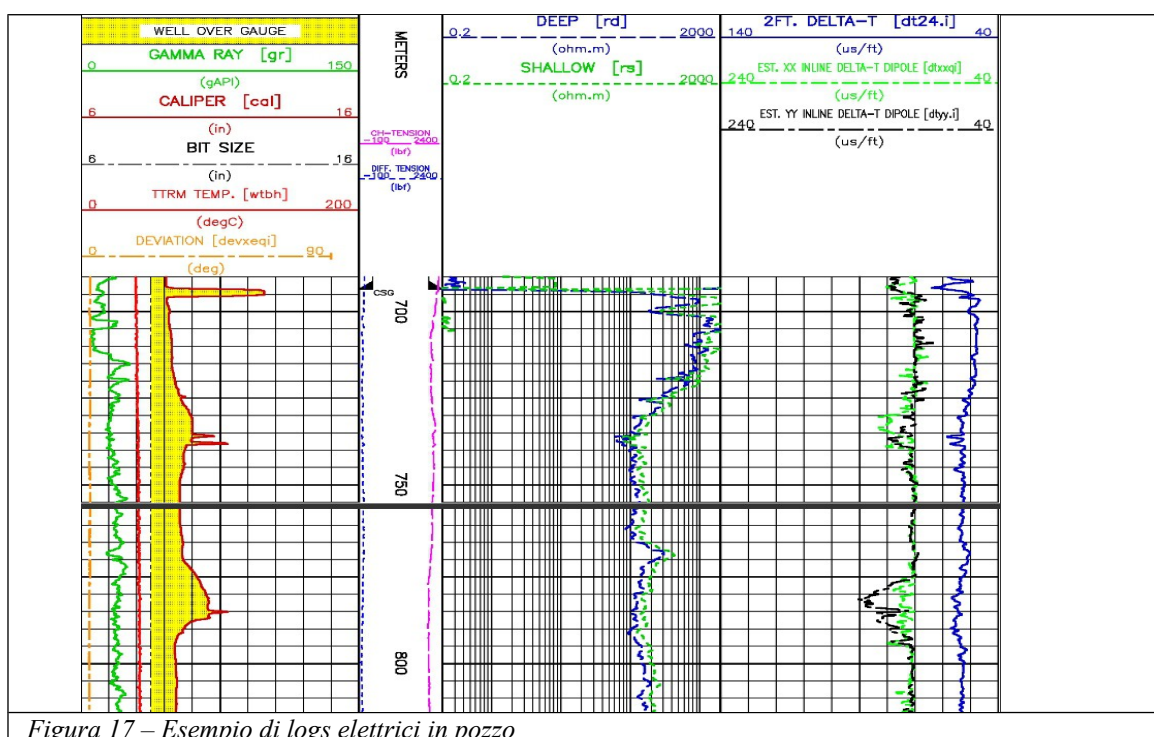 WELL OVER GAUGE
0 GAMMA RAY [gr] 150
(gAPI)
CALIPER [cal]
6 16
(in)
BIT SIZE
6 16
(in)
TTRM TEMP. [wtbh]
0 200
(degC)
DEVIATION [devxeqi]
0 90
(deg)
METERS
CH-TENSION
-100 2400
(lbf)
DIFF. TENSION
-100 2400
(lbf)
DEEP [rd]
0.2 2000
(ohm.m)
SHALLOW [rs]
0.2 2000
(ohm.m)
2FT. DELTA-T [dt24.i]
140 40
(us/ft)
EST. XX INLINE DELTA-T DIPOLE [dtxxqi]
240 40
(us/ft)
EST. YY INLINE DELTA-T DIPOLE [dtyy.i]
240 40
(us/ft)
CSG
700
750
800
Figura 17 – Esempio di logs elettrici in pozzo